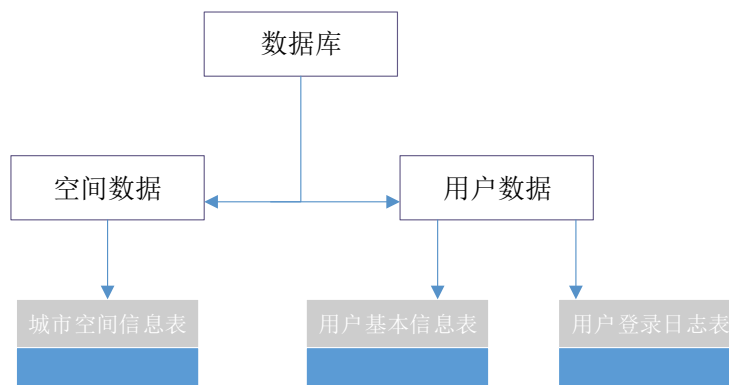 数据库
空间数据
用户数据
城市空间信息表
用户基本信息表
用户登录日志表